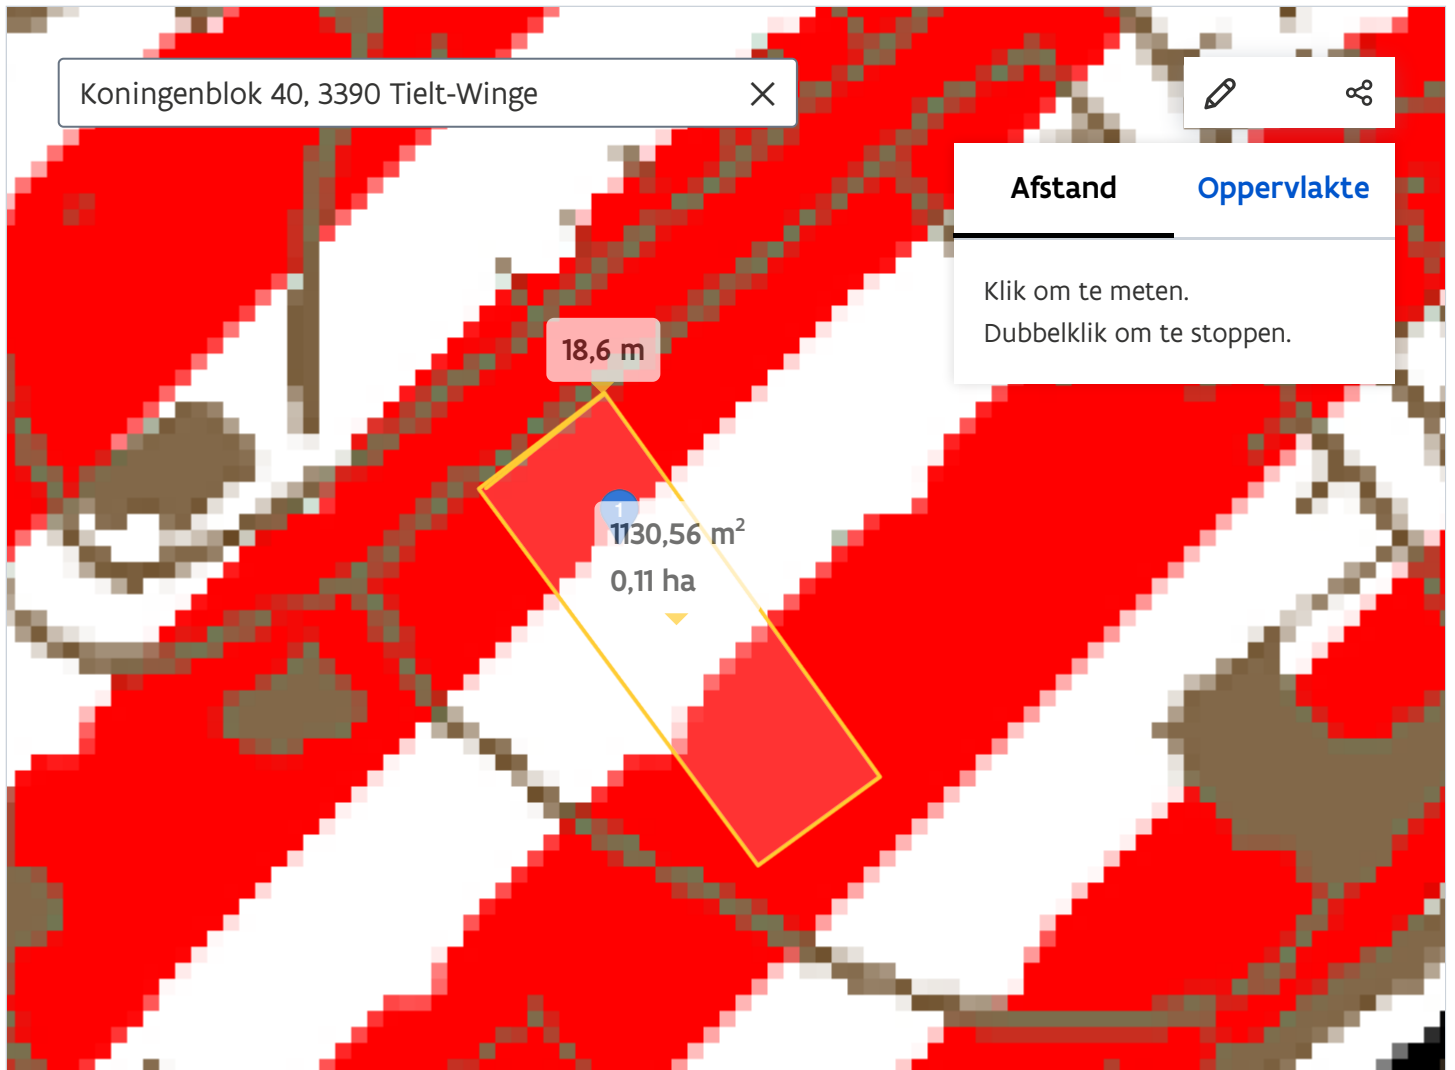 Koningenblok 40, 3390 Tielt-Winge
Afstand
Oppervlakte
Klik om te meten.
Dubbelklik om te stoppen.
18,6 m
1
1130,56 m²
0,11 ha